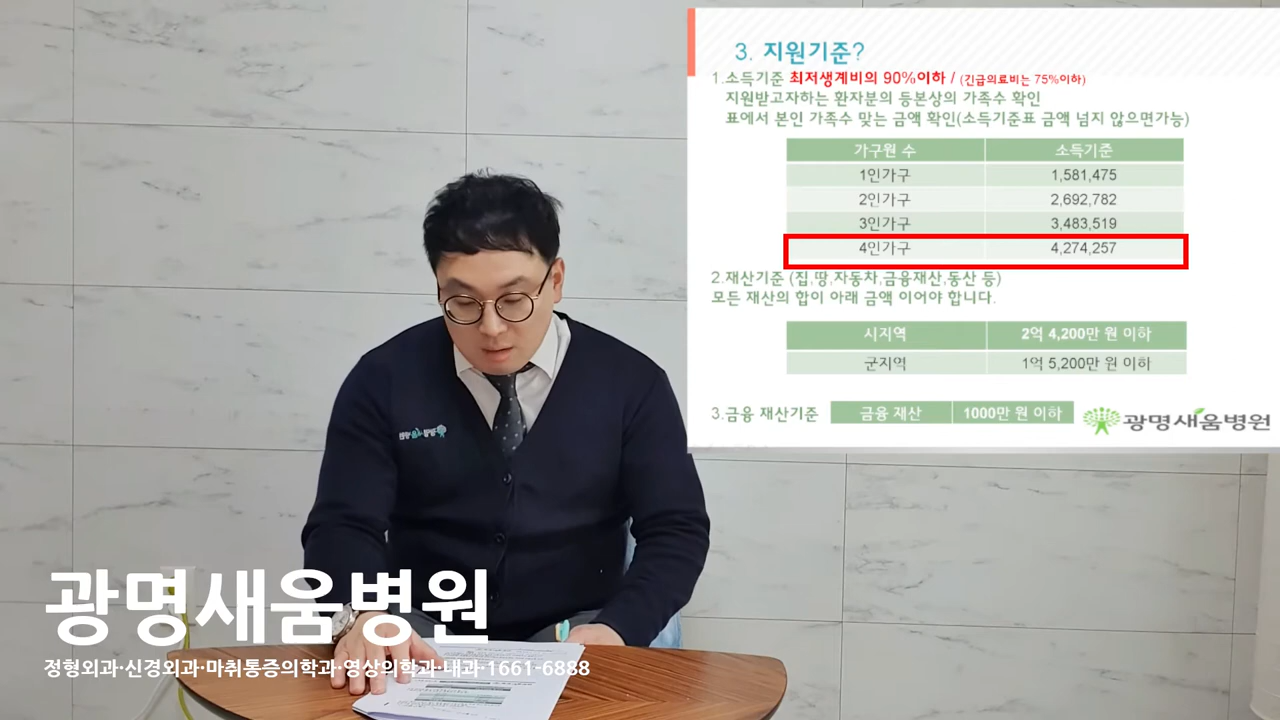 3. 지원기준?
1.소득기준 최저생계비의 90%이하 / (긴급의료비는 75%이하)
지원받고자하는 환자분의 등본상의 가족수 확인
표에서 본인 가족수 맞는 금액 확인(소득기준표 금액 넘지 않으면가능)
가구원 수 소득기준
1인가구 1,581,475
2인가구 2,692,782
3인가구 3,483,519
4인가구 4,274,257
2.재산기준 (집,땅,자동차,금융재산,동산 등)
모든 재산의 합이 아래 금액 이어야 합니다.
시지역 2억 4,200만 원 이하
군지역 1억 5,200만 원 이하
3.금융 재산기준 금융 재산 1000만 원 이하
광명새움병원
광명새움병원
정형외과·신경외과·마취통증의학과·영상의학과·내과·1661-6888